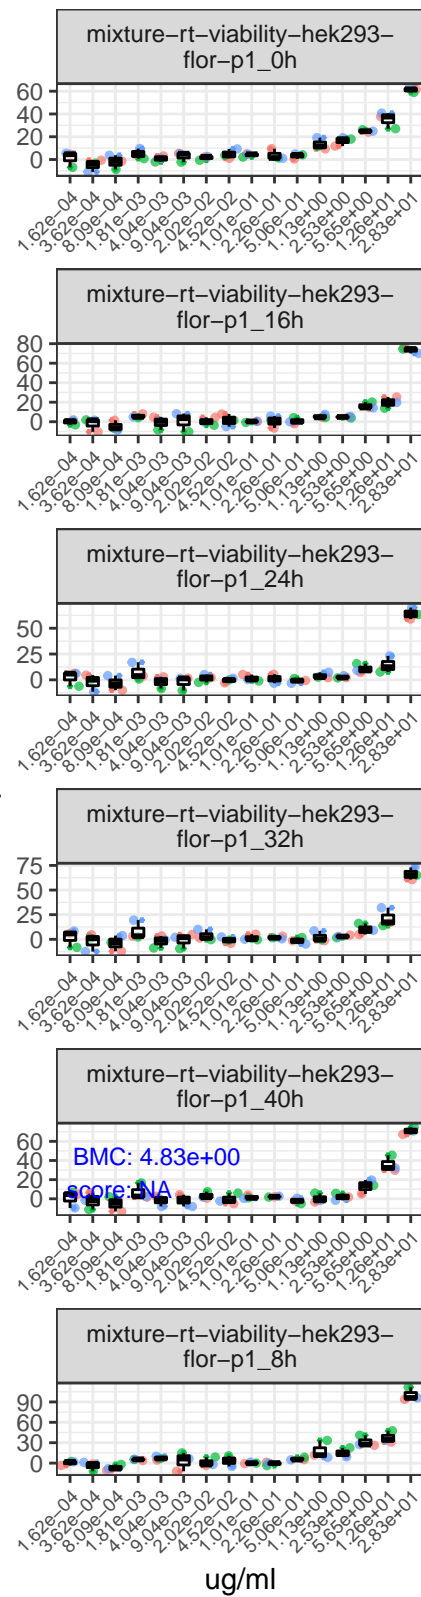 mixture−rt−viability−hek293−
flor−p1_0h
60
40
20
0
1.62e−04
3.62e−04
8.09e−04
1.81e−03
4.04e−03
9.04e−03
2.02e−02
4.52e−02
1.01e−01
2.26e−01
5.06e−01
1.13e+00
2.53e+00
5.65e+00
1.26e+01
2.83e+01
mixture−rt−viability−hek293−
flor−p1_16h
80
60
40
20
0
1.62e−04
3.62e−04
8.09e−04
1.81e−03
4.04e−03
9.04e−03
2.02e−02
4.52e−02
1.01e−01
2.26e−01
5.06e−01
1.13e+00
2.53e+00
5.65e+00
1.26e+01
2.83e+01
mixture−rt−viability−hek293−
flor−p1_24h
50
25
0
1.62e−04
3.62e−04
8.09e−04
1.81e−03
4.04e−03
9.04e−03
2.02e−02
4.52e−02
1.01e−01
2.26e−01
5.06e−01
1.13e+00
2.53e+00
5.65e+00
1.26e+01
2.83e+01
mixture−rt−viability−hek293−
flor−p1_32h
75
50
25
0
1.62e−04
3.62e−04
8.09e−04
1.81e−03
4.04e−03
9.04e−03
2.02e−02
4.52e−02
1.01e−01
2.26e−01
5.06e−01
1.13e+00
2.53e+00
5.65e+00
1.26e+01
2.83e+01
mixture−rt−viability−hek293−
flor−p1_40h
60
40
20
0
BMC: 4.83e+00
score: NA
1.62e−04
3.62e−04
8.09e−04
1.81e−03
4.04e−03
9.04e−03
2.02e−02
4.52e−02
1.01e−01
2.26e−01
5.06e−01
1.13e+00
2.53e+00
5.65e+00
1.26e+01
2.83e+01
mixture−rt−viability−hek293−
flor−p1_8h
90
60
30
0
1.62e−04
3.62e−04
8.09e−04
1.81e−03
4.04e−03
9.04e−03
2.02e−02
4.52e−02
1.01e−01
2.26e−01
5.06e−01
1.13e+00
2.53e+00
5.65e+00
1.26e+01
2.83e+01
ug/ml